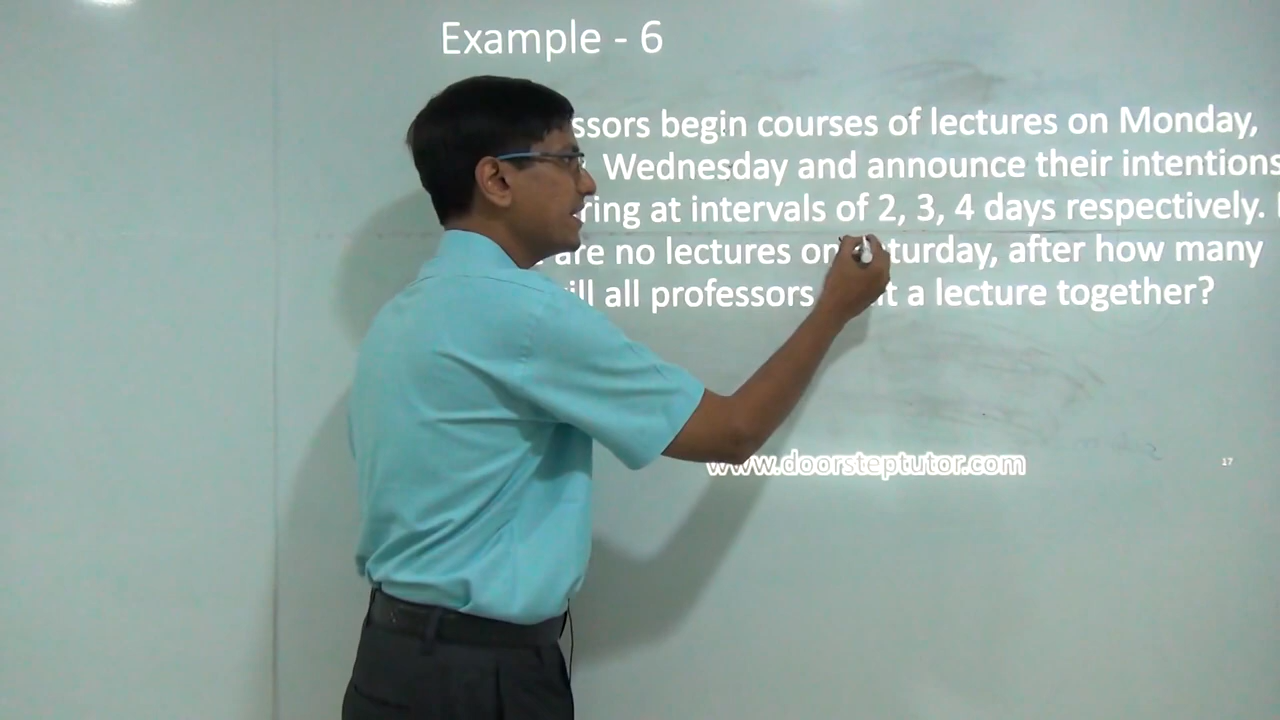 Example - 6
ssors begin courses of lectures on Monday,
Wednesday and announce their intentions
ring at intervals of 2, 3, 4 days respectively.
are no lectures on turday, after how many
ll all professors t a lecture together?
www.doorsteptutor.com
17